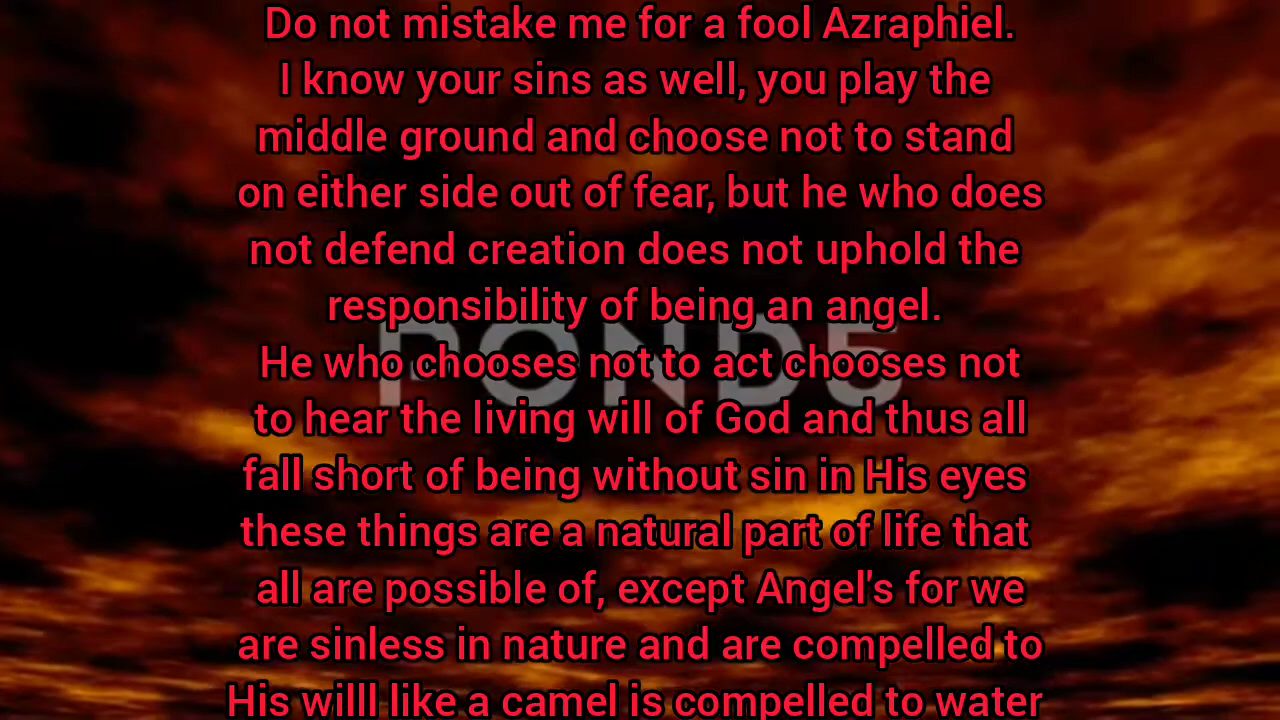 Do not mistake me for a fool Azraphiel.
I know your sins as well, you play the
middle ground and choose not to stand
on either side out of fear, but he who does
not defend creation does not uphold the
responsibility of being an angel.
POND5
He who chooses not to act chooses not
to hear the living will of God and thus all
fall short of being without sin in His eyes
these things are a natural part of life that
all are possible of, except Angel's for we
are sinless in nature and are compelled to
His willl like a camel is compelled to water